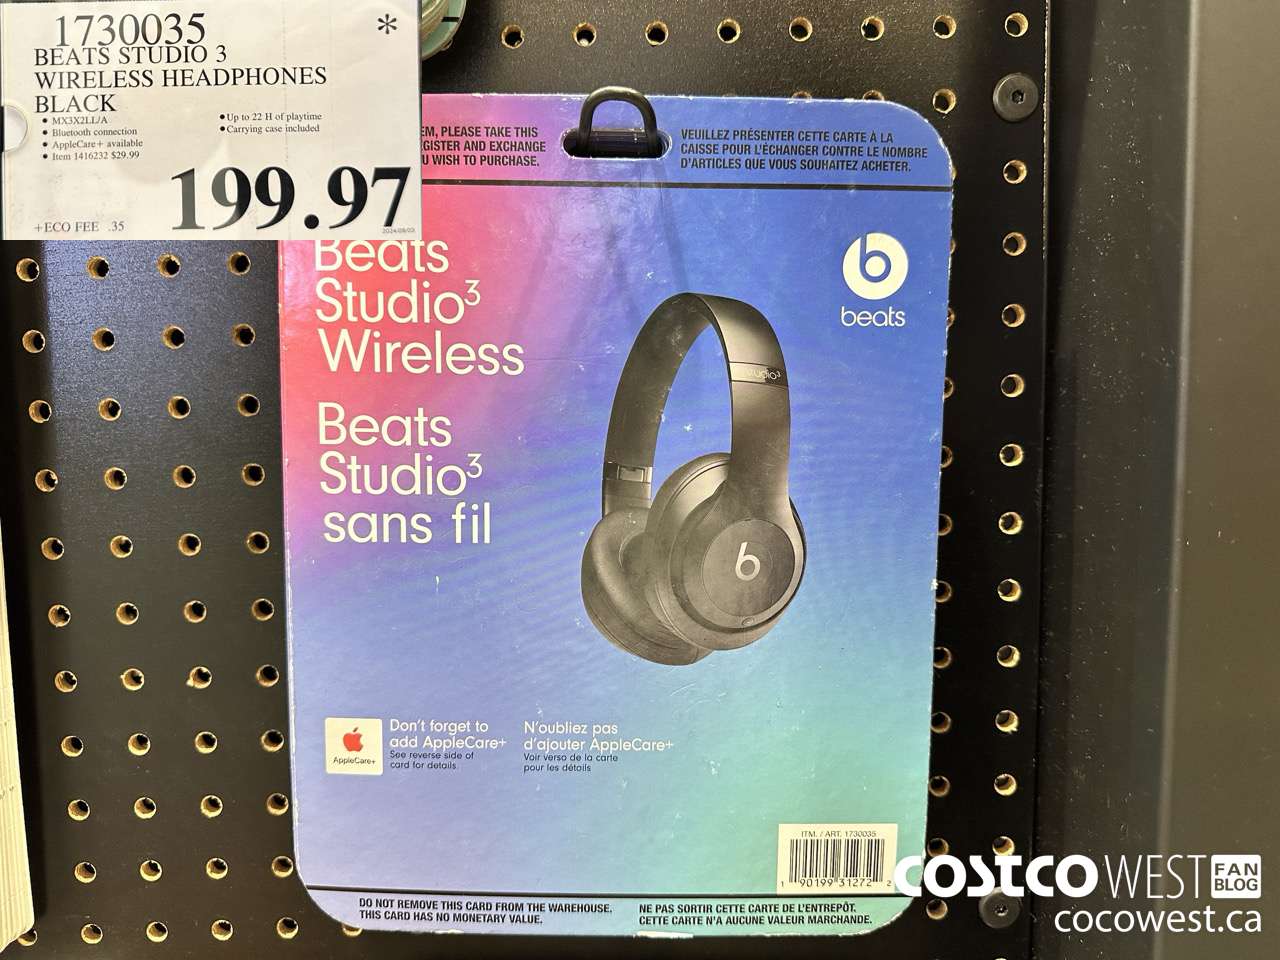 1730035
*
BEATS STUDIO 3
WIRELESS HEADPHONES
BLACK
• MX3X2LL/A
• Bluetooth connection
• AppleCare+ available
• Item 1416232 $29.99
• Up to 22 H of playtime
• Carrying case included
199.97
+ECO FEE .35
EM, PLEASE TAKE THIS
EGISTER AND EXCHANGE
U WISH TO PURCHASE.
VEUILLEZ PRÉSENTER CETTE CARTE À LA
CAISSE POUR L'ÉCHANGER CONTRE LE NOMBRE
D'ARTICLES QUE VOUS SOUHAITEZ ACHETER.
Beats
Studio³
Wireless
Beats
Studio³
sans fil
b
beats
studio³
b
AppleCare+
Don't forget to
add AppleCare+
See reverse side of
card for details.
N'oubliez pas
d'ajouter AppleCare+
Voir verso de la carte
pour les détails
ITM. / ART. 1730035
1 90199 31272 2
DO NOT REMOVE THIS CARD FROM THE WAREHOUSE.
THIS CARD HAS NO MONETARY VALUE.
NE PAS SORTIR CETTE CARTE DE L'ENTREPÔT.
CETTE CARTE N'A AUCUNE VALEUR MARCHANDE.
COSTCO WEST FAN BLOG
cocowest.ca